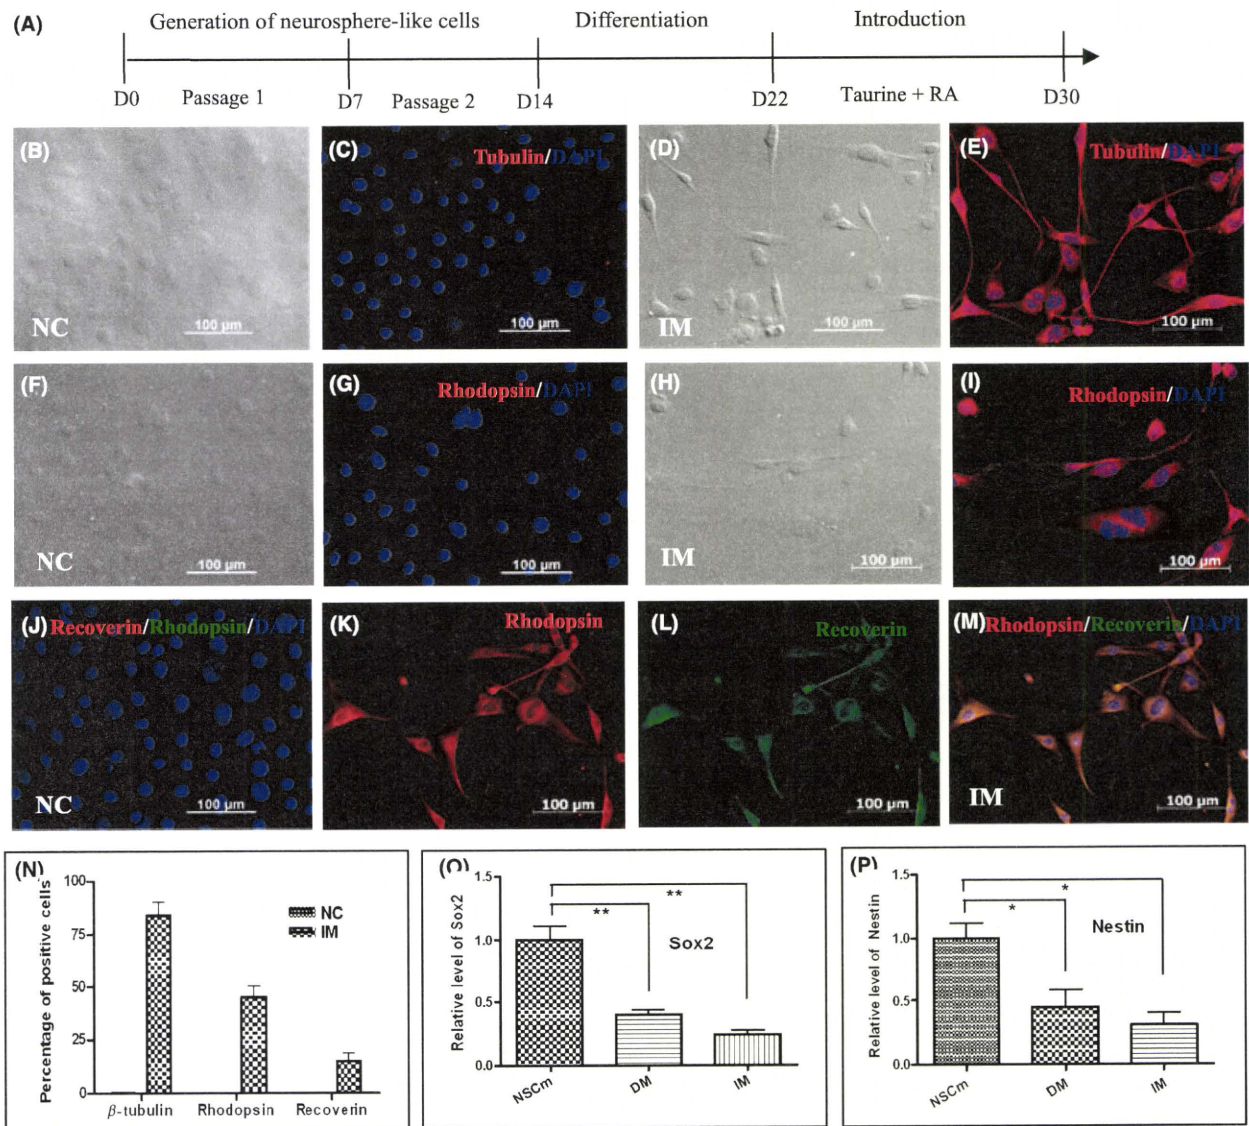 (A)
Generation of neurosphere-like cells Differentiation Introduction
D0 Passage 1 D7 Passage 2 D14 D22 Taurine + RA D30
(B)
NC
100 µm
(C)
Tubulin/DAPI
100 µm
(D)
IM
100 µm
(E)
Tubulin/DAPI
100 µm
(F)
NC
100 µm
(G)
Rhodopsin/DAPI
100 µm
(H)
IM
100 µm
(I)
Rhodopsin/DAPI
100 µm
(J)
Recoverin/Rhodopsin/DAPI
NC
100 µm
(K)
Rhodopsin
100 µm
(L)
Recoverin
100 µm
(M)
Rhodopsin/Recoverin/DAPI
IM
100 µm
(N)
Percentage of positive cells
100
75
50
25
0
NC
IM
β-tubulin Rhodopsin Recoverin
(O)
Relative level of Sox2
1.5
1.0
0.5
0.0
**
**
Sox2
NSCm DM IM
(P)
Relative level of Nestin
1.5
1.0
0.5
0.0
*
*
Nestin
NSCm DM IM